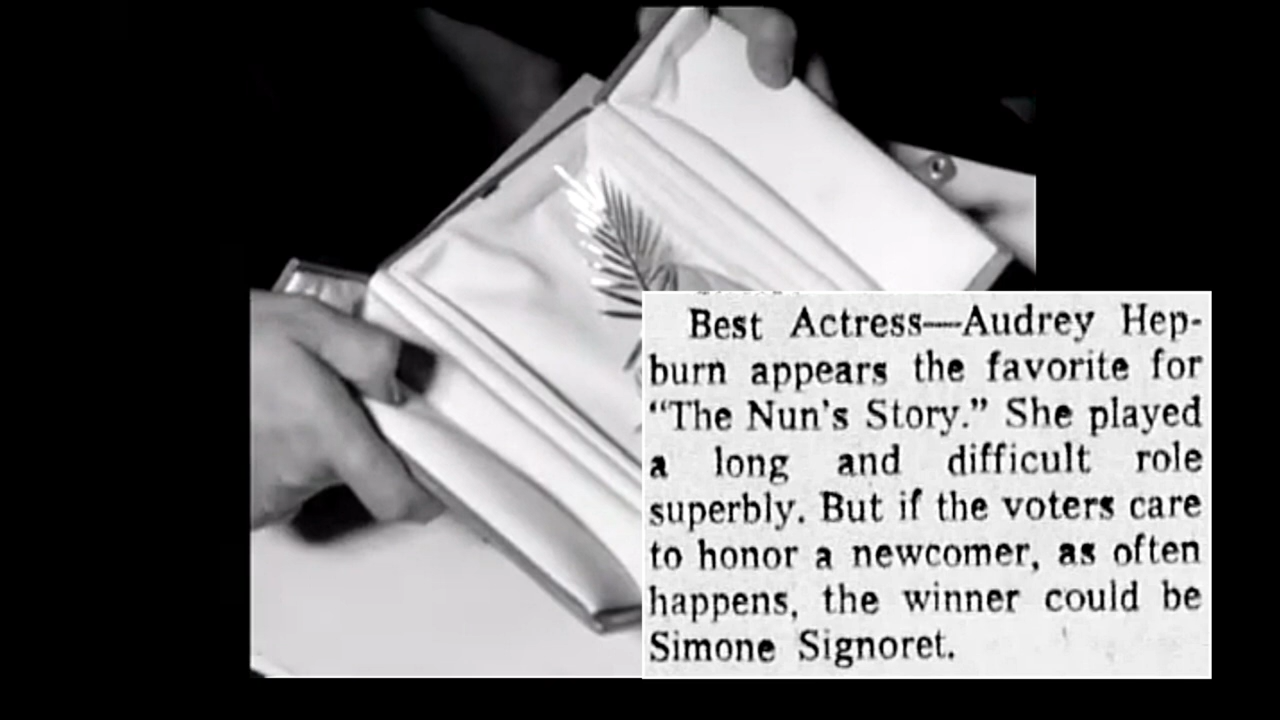 Best Actress—Audrey Hep-
burn appears the favorite for
“The Nun’s Story.” She played
a long and difficult role
superbly. But if the voters care
to honor a newcomer, as often
happens, the winner could be
Simone Signoret.